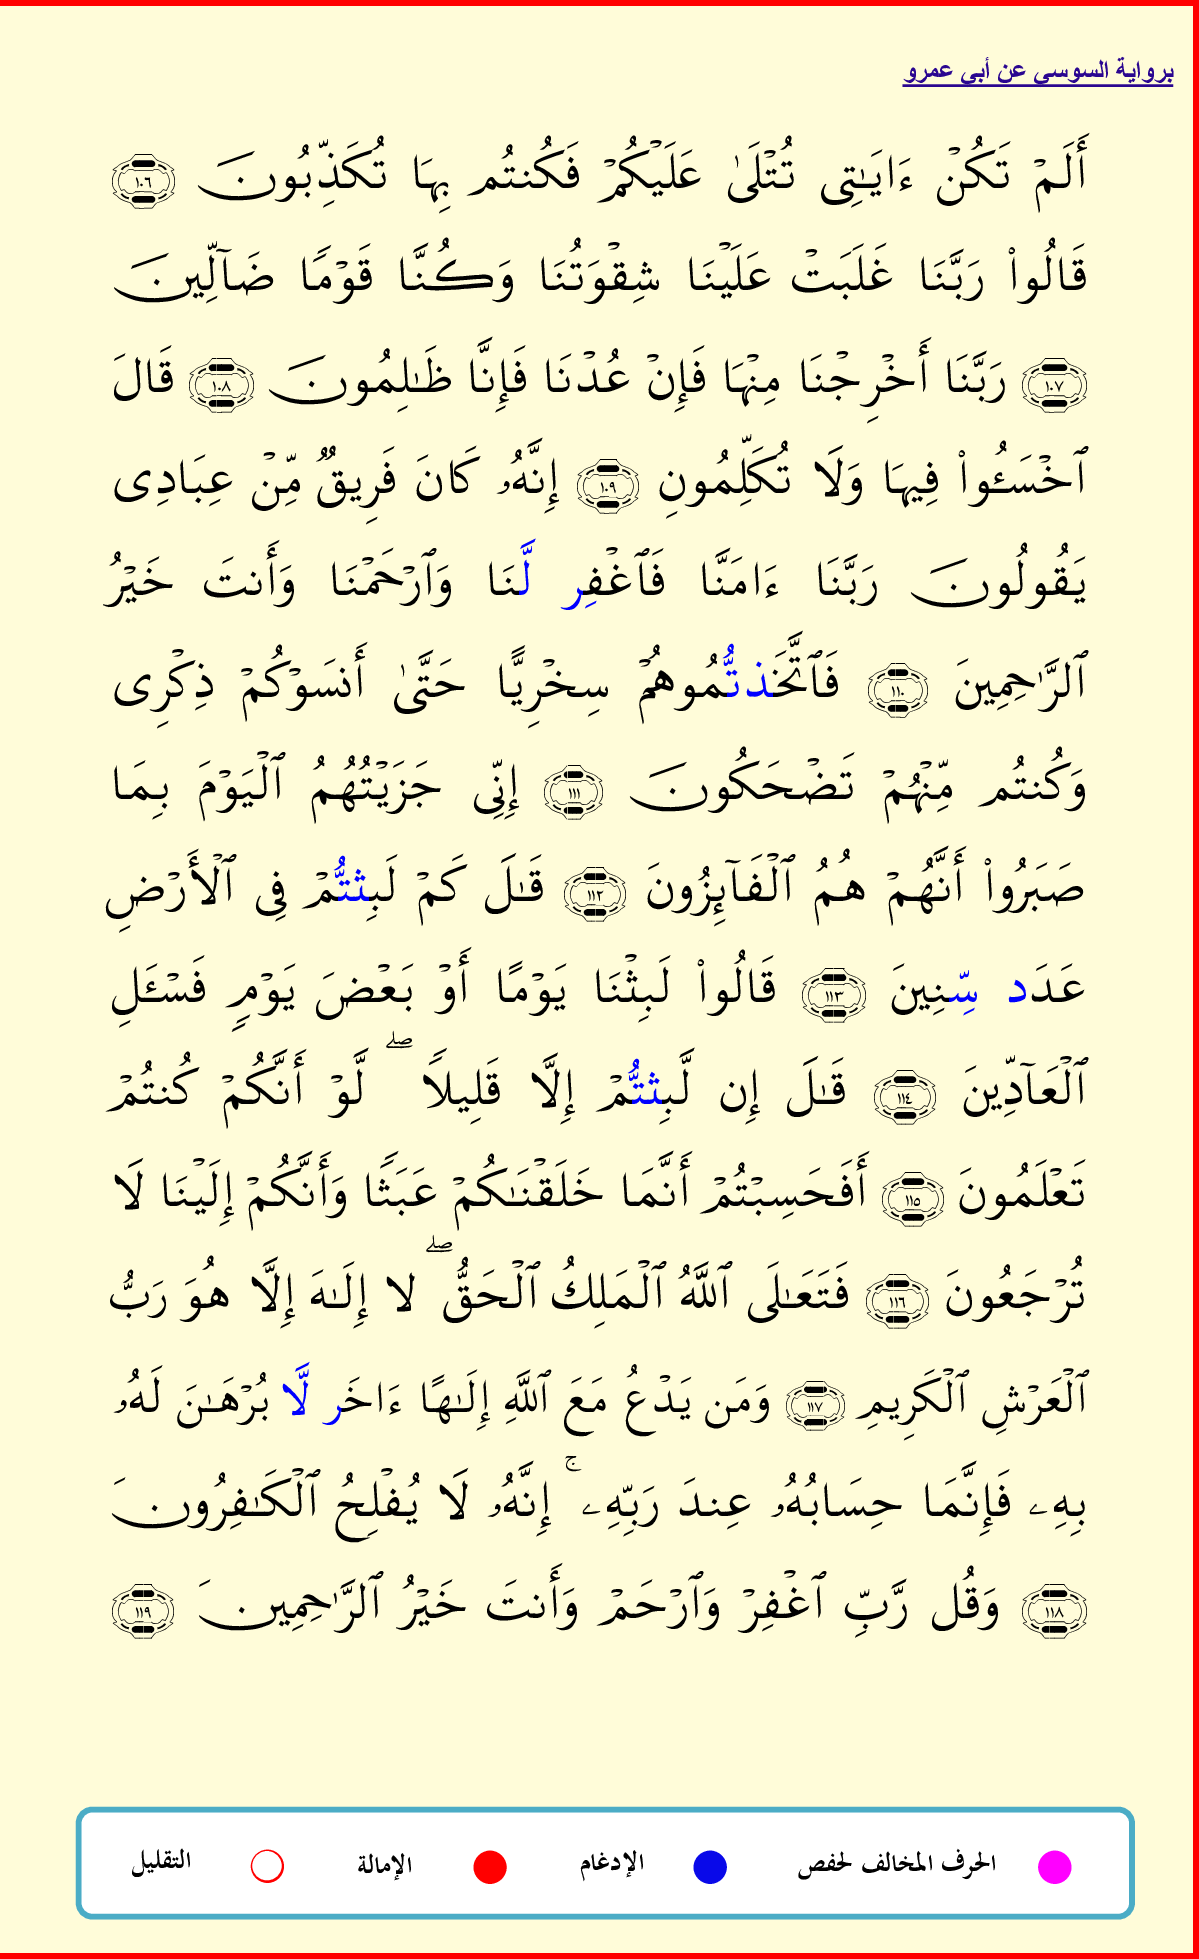 برواية السوسي عن أبي عمرو
أَلَمۡ تَكُنۡ ءَايَٰتِي تُتۡلَىٰ عَلَيۡكُمۡ فَكُنتُم بِهَا تُكَذِّبُونَ ١٠٦
قَالُواْ رَبَّنَا غَلَبَتۡ عَلَيۡنَا شِقۡوَتُنَا وَكُنَّا قَوۡمٗا ضَآلِّينَ
١٠٧ رَبَّنَا أَخۡرِجۡنَا مِنۡهَا فَإِنۡ عُدۡنَا فَإِنَّا ظَٰلِمُونَ ١٠٨ قَالَ
ٱخۡسَـُٔواْ فِيهَا وَلَا تُكَلِّمُونِ ١٠٩ إِنَّهُۥ كَانَ فَرِيقٞ مِّنۡ عِبَادِي
يَقُولُونَ رَبَّنَا ءَامَنَّا فَٱغۡفِر لَّنَا وَٱرۡحَمۡنَا وَأَنتَ خَيۡرُ
ٱلرَّٰحِمِينَ ١١٠ فَٱتَّخَذتُّمُوهُمۡ سِخۡرِيًّا حَتَّىٰ أَنسَوۡكُمۡ ذِكۡرِي
وَكُنتُم مِّنۡهُمۡ تَضۡحَكُونَ ١١١ إِنِّي جَزَيۡتُهُمُ ٱلۡيَوۡمَ بِمَا
صَبَرُواْ أَنَّهُمۡ هُمُ ٱلۡفَآئِزُونَ ١١٢ قَٰلَ كَمۡ لَبِثتُّمۡ فِي ٱلۡأَرۡضِ
عَدَد سِّنِينَ ١١٣ قَالُواْ لَبِثۡنَا يَوۡمًا أَوۡ بَعۡضَ يَوۡمٖ فَسۡـَٔلِ
ٱلۡعَآدِّينَ ١١٤ قَٰلَ إِن لَّبِثتُّمۡ إِلَّا قَلِيلٗاۖ لَّوۡ أَنَّكُمۡ كُنتُمۡ
تَعۡلَمُونَ ١١٥ أَفَحَسِبۡتُمۡ أَنَّمَا خَلَقۡنَٰكُمۡ عَبَثٗا وَأَنَّكُمۡ إِلَيۡنَا لَا
تُرۡجَعُونَ ١١٦ فَتَعَٰلَى ٱللَّهُ ٱلۡمَلِكُ ٱلۡحَقُّۖ لا إِلَٰهَ إِلَّا هُوَ رَبُّ
ٱلۡعَرۡشِ ٱلۡكَرِيمِ ١١٧ وَمَن يَدۡعُ مَعَ ٱللَّهِ إِلَٰهًا ءَاخَر لَّا بُرۡهَٰنَ لَهُۥ
بِهِۦ فَإِنَّمَا حِسَابُهُۥ عِندَ رَبِّهِۦۚ إِنَّهُۥ لَا يُفۡلِحُ ٱلۡكَٰفِرُونَ
١١٨ وَقُل رَّبِّ ٱغۡفِرۡ وَٱرۡحَمۡ وَأَنتَ خَيۡرُ ٱلرَّٰحِمِينَ ١١٩
الحرف المخالف لحفص الإدغام الإمالة التقليل